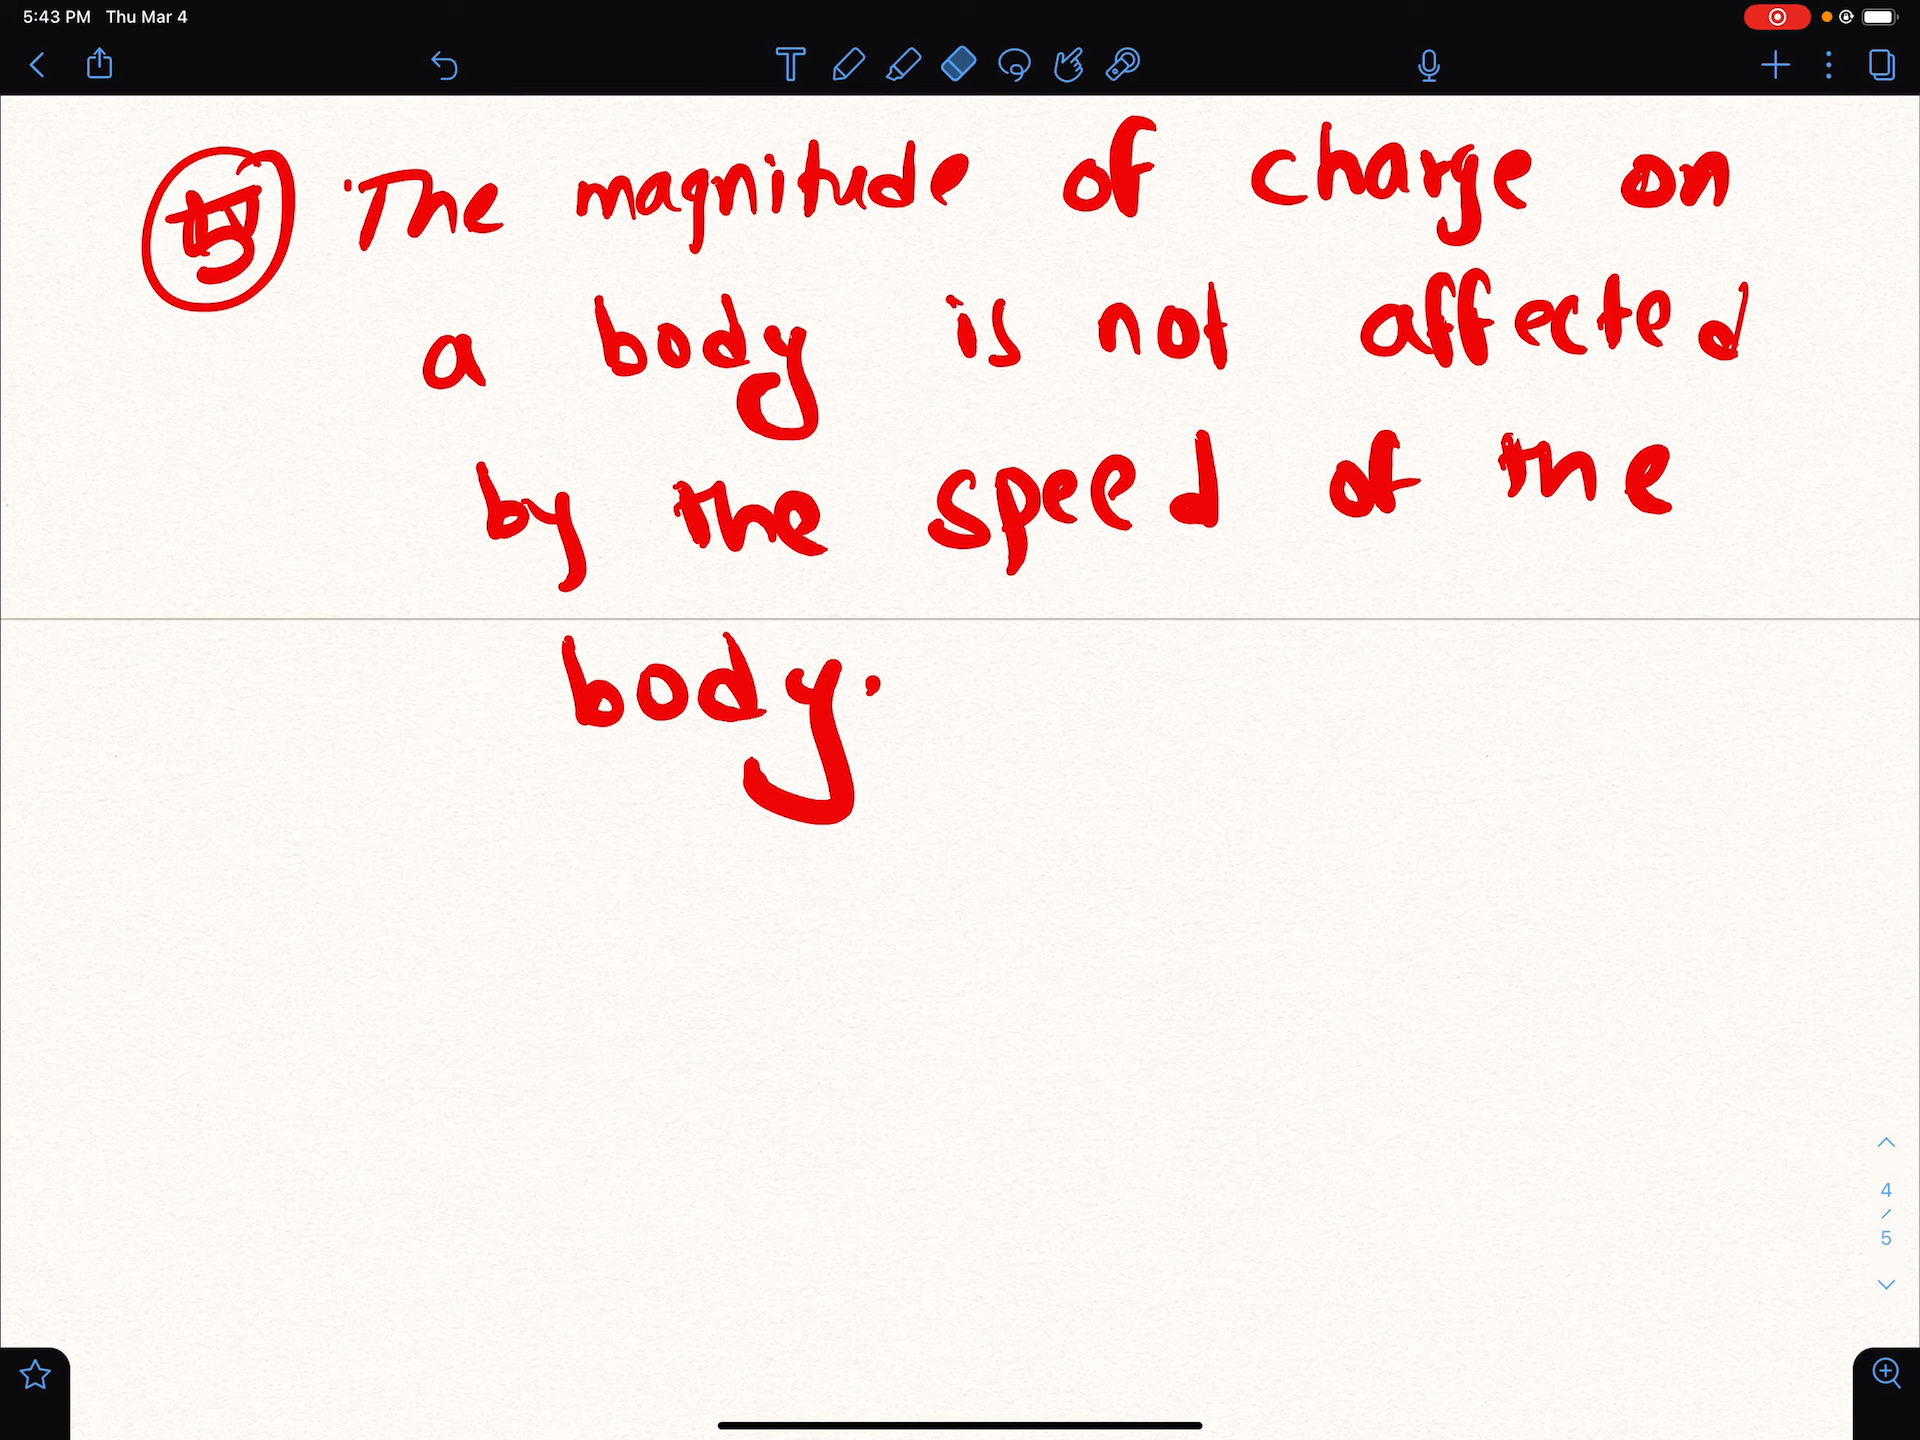 5:43 PM Thu Mar 4
The magnitude of charge on
a body is not affected
by the speed of the
body.
4
/
5